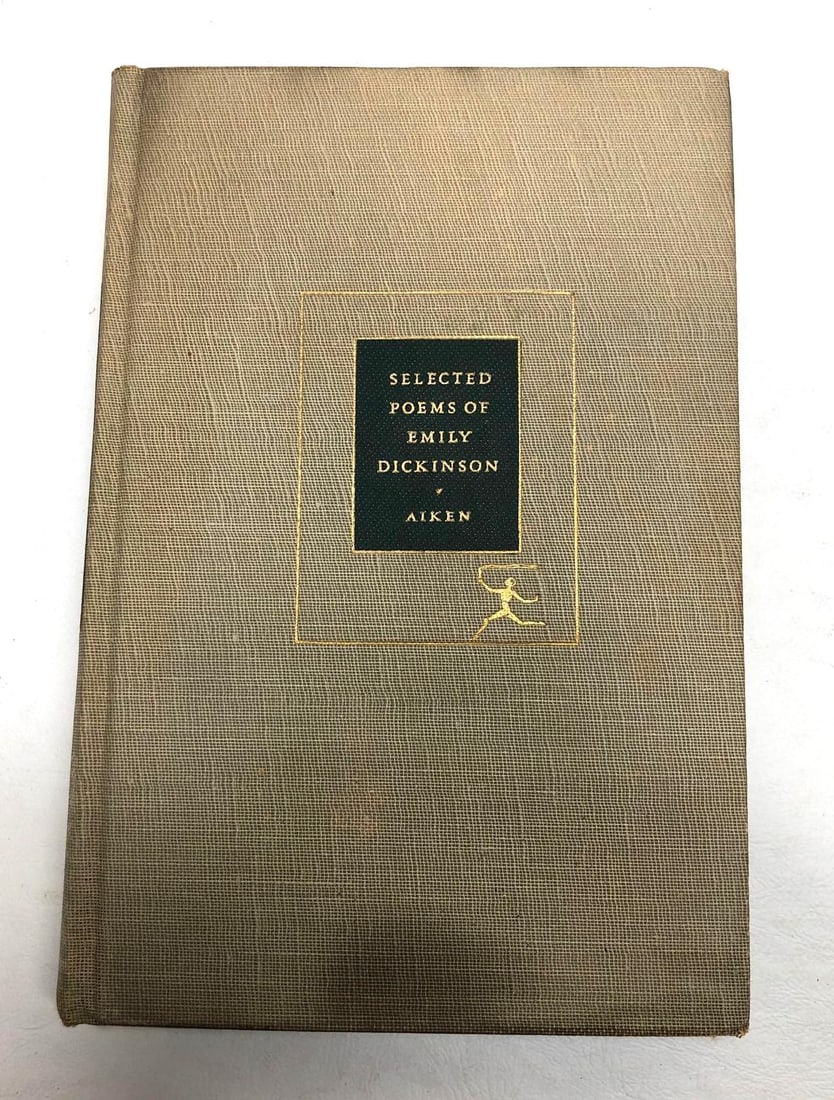 SELECTED
POEMS OF
EMILY
DICKINSON
AIKEN